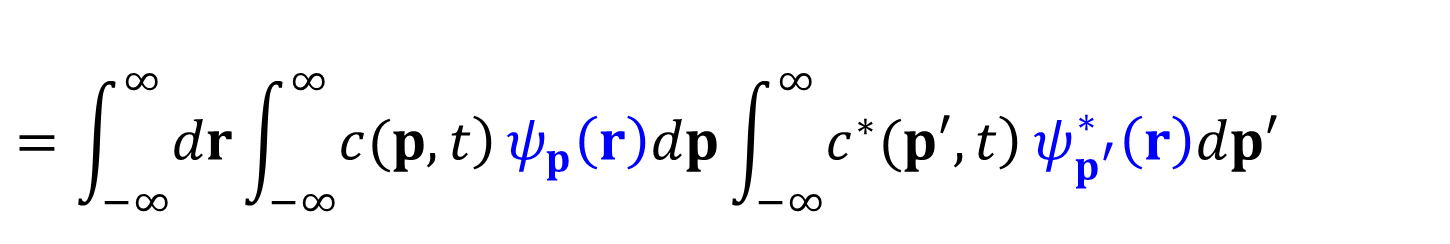 = ∫_{−∞}^{∞} d𝐫 ∫_{−∞}^{∞} c(𝐩, t) ψ_𝐩(𝐫)d𝐩 ∫_{−∞}^{∞} c*(𝐩′, t) ψ*_{𝐩′}(𝐫)d𝐩′